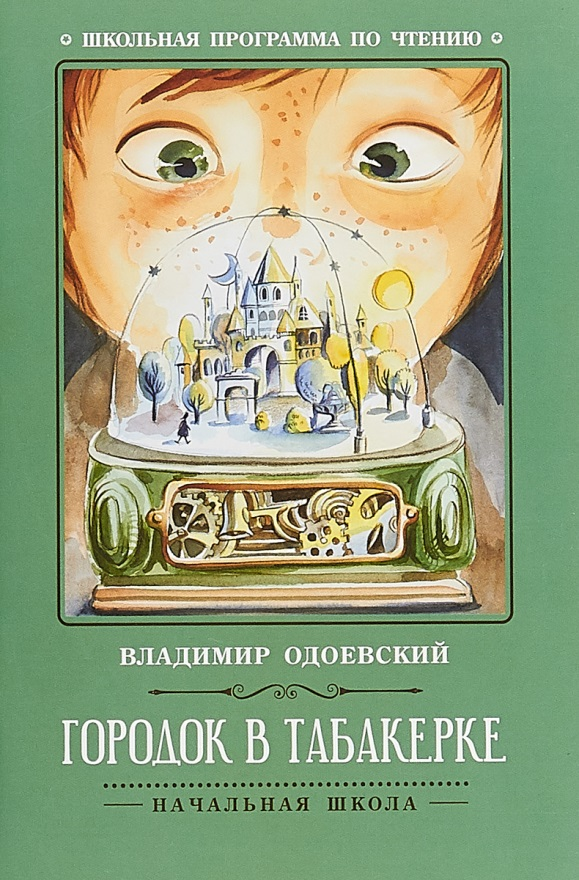 ШКОЛЬНАЯ ПРОГРАММА ПО ЧТЕНИЮ
ВЛАДИМИР ОДОЕВСКИЙ
ГОРОДОК В ТАБАКЕРКЕ
НАЧАЛЬНАЯ ШКОЛА